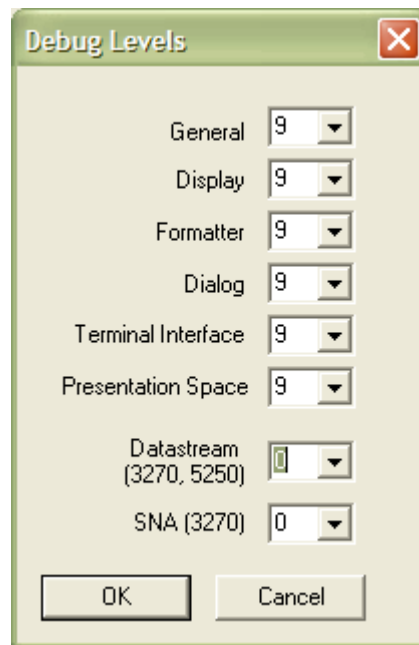 Debug Levels
General 9
Display 9
Formatter 9
Dialog 9
Terminal Interface 9
Presentation Space 9
Datastream
(3270, 5250) 0
SNA (3270) 0
OK Cancel